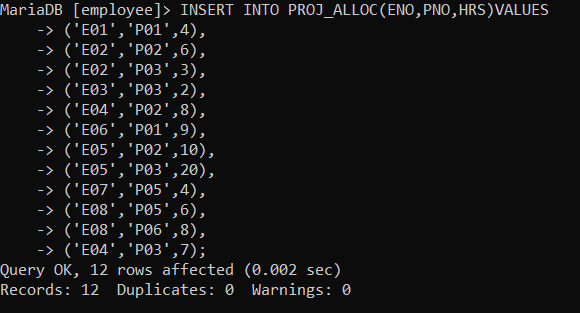 MariaDB [employee]> INSERT INTO PROJ_ALLOC(ENO,PNO,HRS)VALUES
    -> ('E01','P01',4),
    -> ('E02','P02',6),
    -> ('E02','P03',3),
    -> ('E03','P03',2),
    -> ('E04','P02',8),
    -> ('E06','P01',9),
    -> ('E05','P02',10),
    -> ('E05','P03',20),
    -> ('E07','P05',4),
    -> ('E08','P05',6),
    -> ('E08','P06',8),
    -> ('E04','P03',7);
Query OK, 12 rows affected (0.002 sec)
Records: 12  Duplicates: 0  Warnings: 0